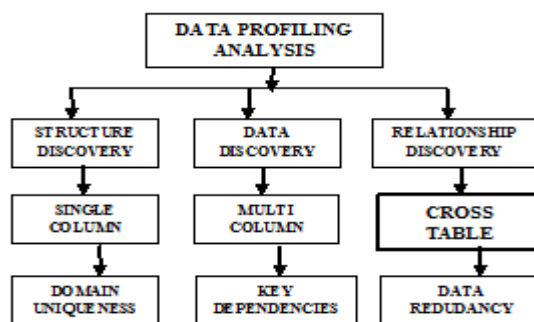 DATA PROFILING
ANALYSIS
STRUCTURE
DISCOVERY
DATA
DISCOVERY
RELATIONSHIP
DISCOVERY
SINGLE
COLUMN
MULTI
COLUMN
CROSS
TABLE
DOMAIN
UNIQUENESS
KEY
DEPENDENCIES
DATA
REDUDANCY